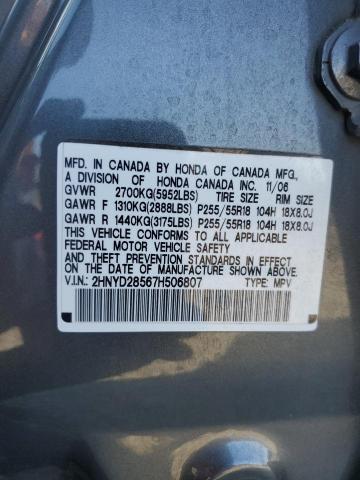 MFD. IN CANADA BY HONDA OF CANADA MFG.,
A DIVISION OF HONDA CANADA INC. 11/06
GVWR 2700KG(5952LBS) TIRE SIZE RIM SIZE
GAWR F 1310KG(2888LBS) P255/55R18 104H 18X8.0J
GAWR R 1440KG(3175LBS) P255/55R18 104H 18X8.0J
THIS VEHICLE CONFORMS TO ALL APPLICABLE
FEDERAL MOTOR VEHICLE SAFETY
AND THEFT PREVENTION STANDARDS IN EFFECT
ON THE DATE OF MANUFACTURE SHOWN ABOVE.
V.I.N.: 2HNYD28567H506807 TYPE: MPV